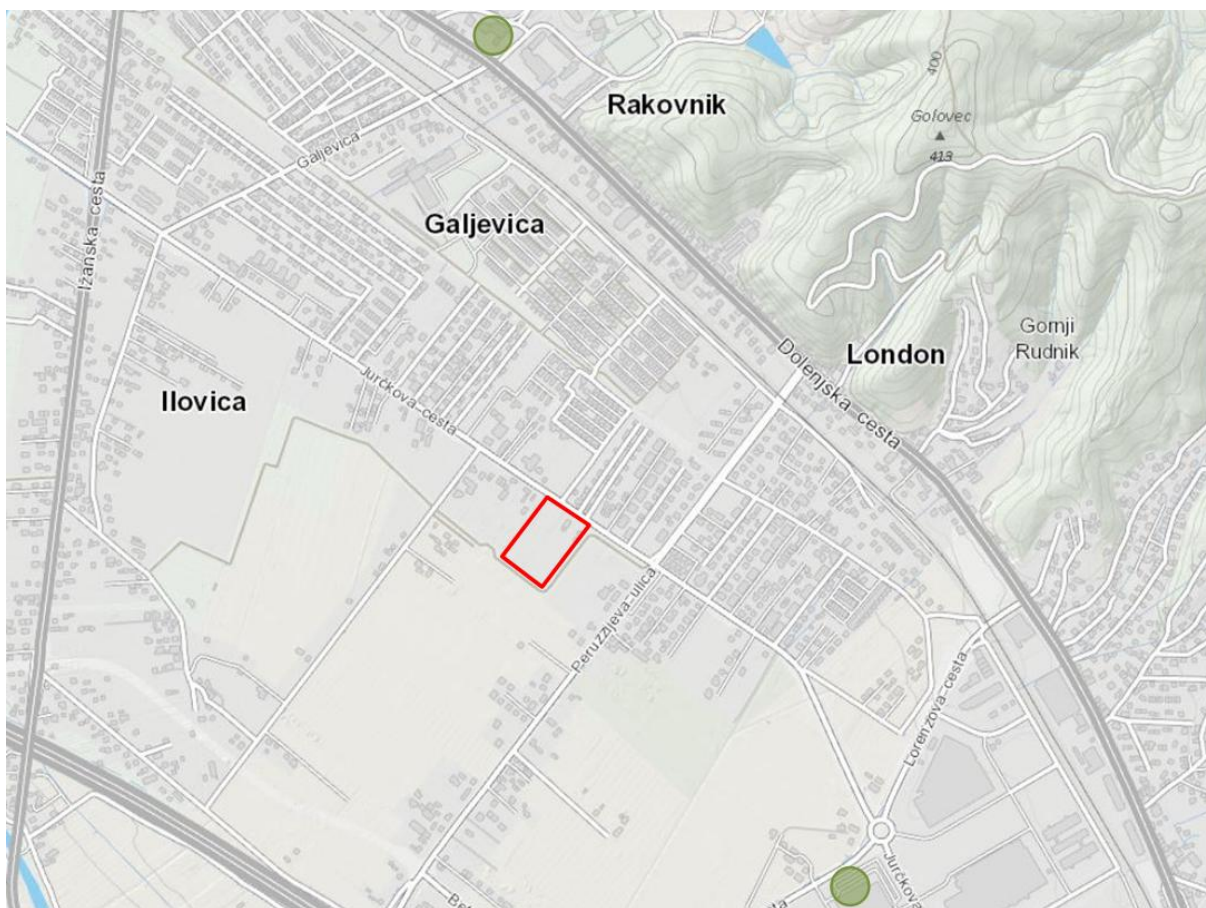 Rakovnik
400
Golovec
413
Galjevica
Galjevica
Ižanska cesta
Dolenjska cesta
London
Gornji
Rudnik
Jurčkova cesta
Ilovica
Peruzzijeva ulica
Lorenzova cesta
Jurčkova